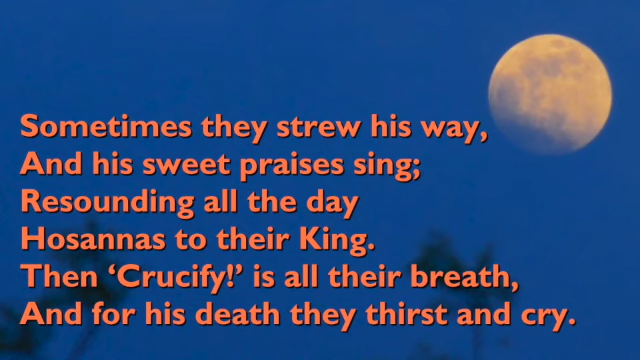 Sometimes they strew his way,
And his sweet praises sing;
Resounding all the day
Hosannas to their King.
Then ‘Crucify!’ is all their breath,
And for his death they thirst and cry.